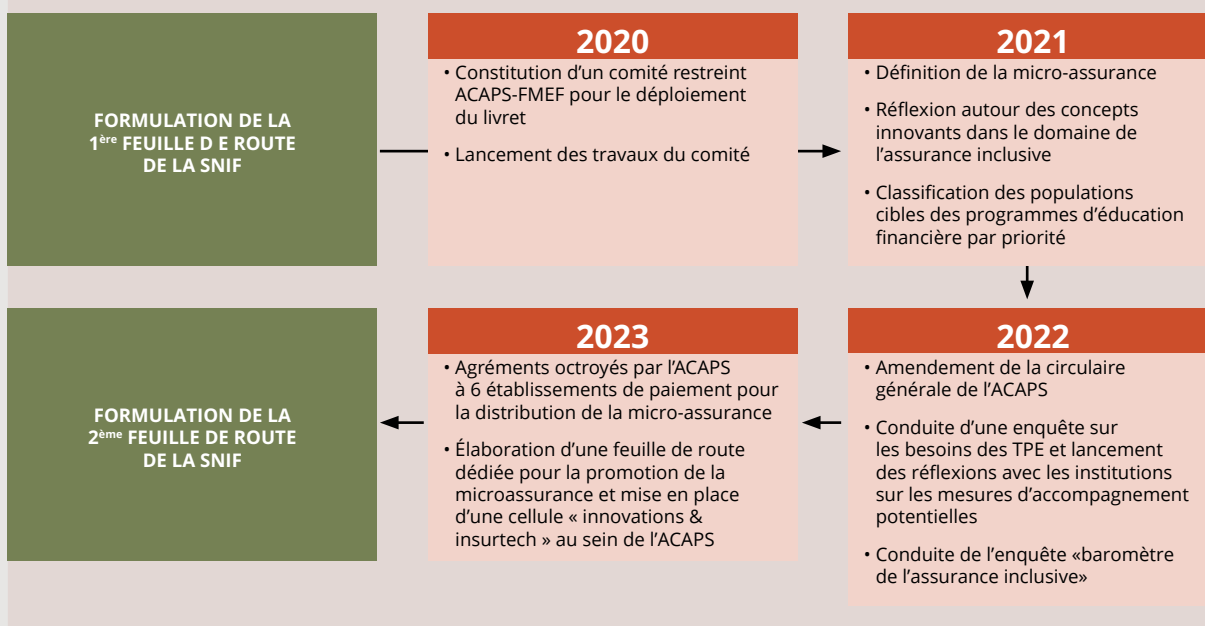 FORMULATION DE LA
1ère FEUILLE D E ROUTE
DE LA SNIF
2020
• Constitution d’un comité restreint
ACAPS-FMEF pour le déploiement
du livret
• Lancement des travaux du comité
2021
• Définition de la micro-assurance
• Réflexion autour des concepts
innovants dans le domaine de
l’assurance inclusive
• Classification des populations
cibles des programmes d’éducation
financière par priorité
2022
• Amendement de la circulaire
générale de l’ACAPS
• Conduite d’une enquête sur
les besoins des TPE et lancement
des réflexions avec les institutions
sur les mesures d’accompagnement
potentielles
• Conduite de l’enquête «baromètre
de l’assurance inclusive»
2023
• Agréments octroyés par l’ACAPS
à 6 établissements de paiement pour
la distribution de la micro-assurance
• Élaboration d’une feuille de route
dédiée pour la promotion de la
microassurance et mise en place
d’une cellule « innovations &
insurtech » au sein de l’ACAPS
FORMULATION DE LA
2ème FEUILLE DE ROUTE
DE LA SNIF